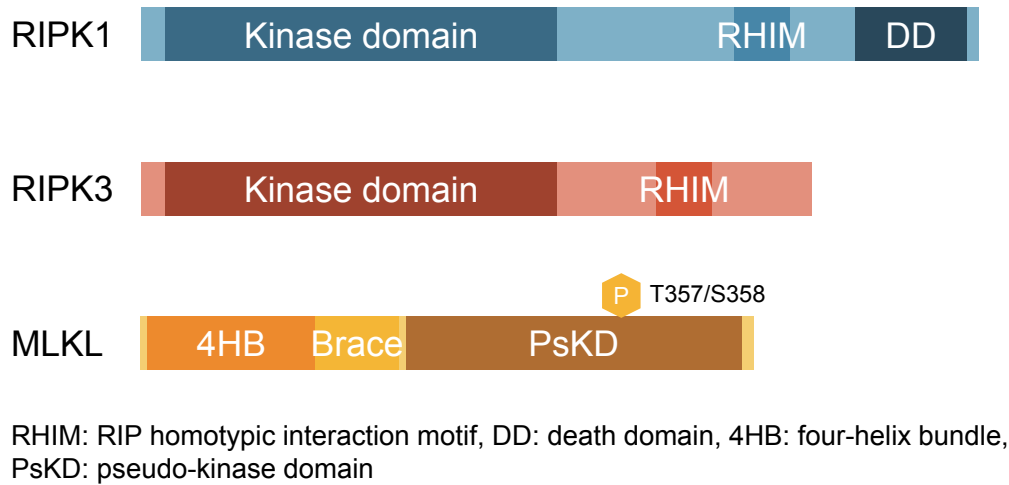 RIPK1 Kinase domain RHIM DD
RIPK3 Kinase domain RHIM
P T357/S358
MLKL 4HB Brace PsKD
RHIM: RIP homotypic interaction motif, DD: death domain, 4HB: four-helix bundle,
PsKD: pseudo-kinase domain